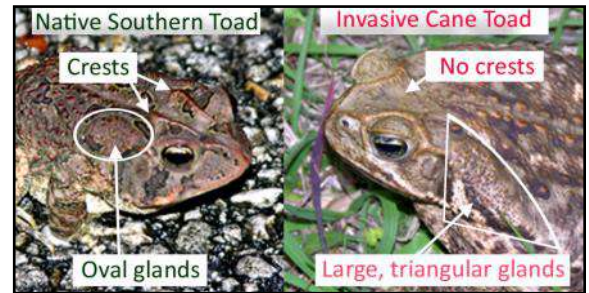 Native Southern Toad
Crests
Oval glands
Invasive Cane Toad
No crests
Large, triangular glands